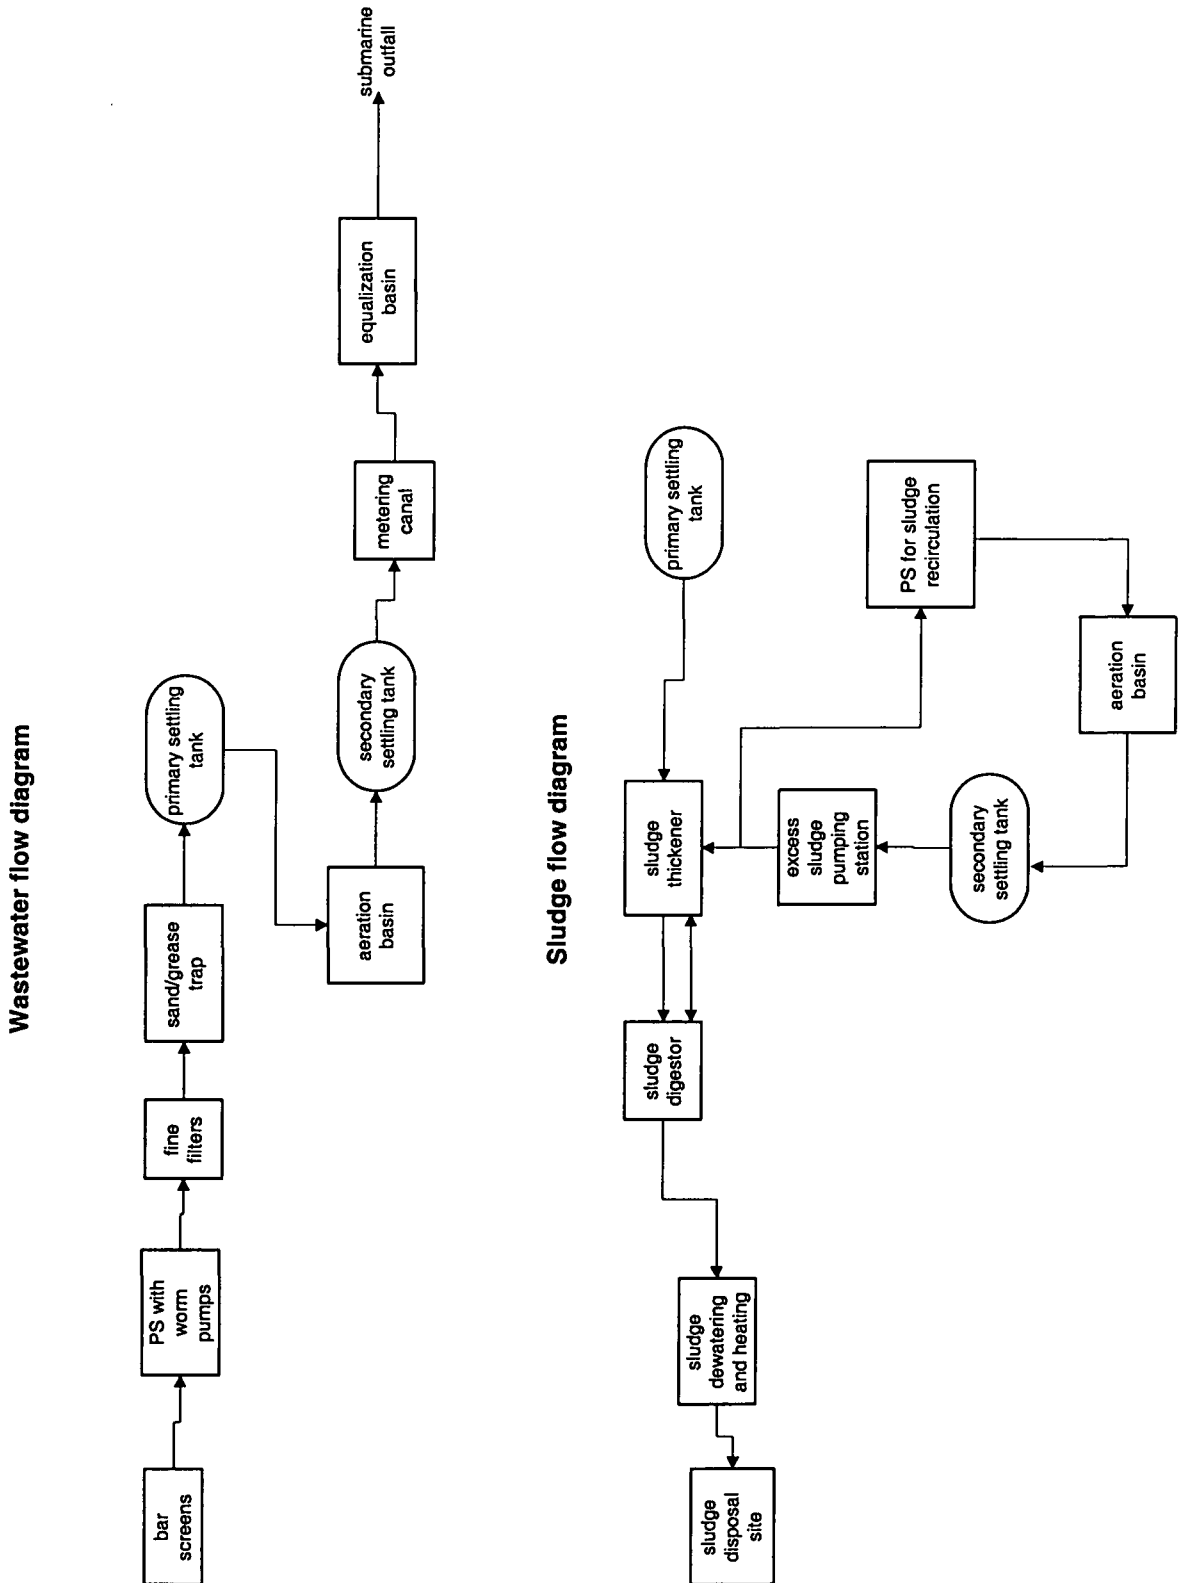 Wastewater flow diagram
bar
screens
PS with
worm
pumps
fine
filters
sand/grease
trap
primary settling
tank
aeration
basin
secondary
settling tank
metering
canal
equalization
basin
submarine
outfall
Sludge flow diagram
sludge
disposal
site
sludge
dewatering
and heating
sludge
digestor
sludge
thickener
primary settling
tank
excess
sludge
pumping
station
PS for sludge
recirculation
secondary
settling tank
aeration
basin